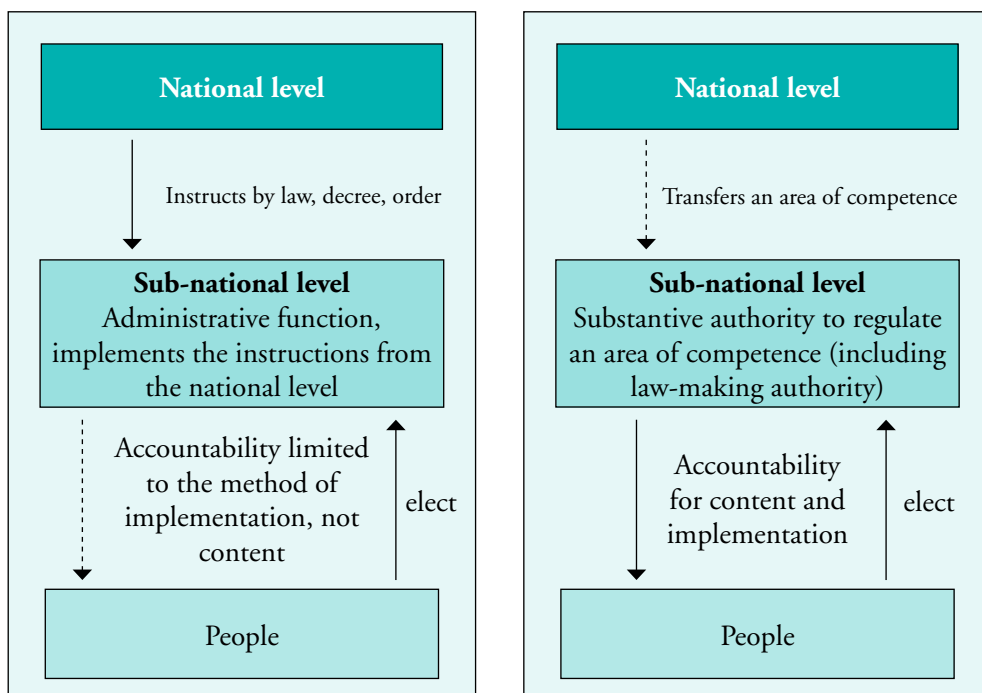 National level
Instructs by law, decree, order
Sub-national level
Administrative function,
implements the instructions from
the national level
Accountability limited
to the method of
implementation, not
content
elect
People
National level
Transfers an area of competence
Sub-national level
Substantive authority to regulate
an area of competence (including
law-making authority)
Accountability
for content and
implementation
elect
People